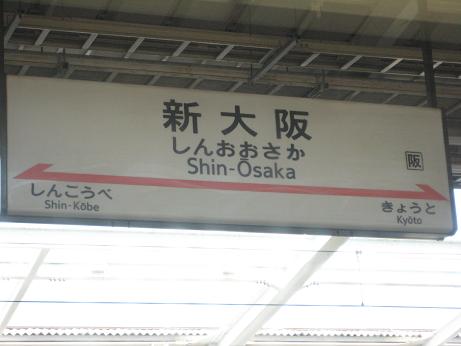 新大阪
しんおおさか
Shin-Ōsaka
阪
しんこうべ
Shin-Kōbe
きょうと
Kyōto